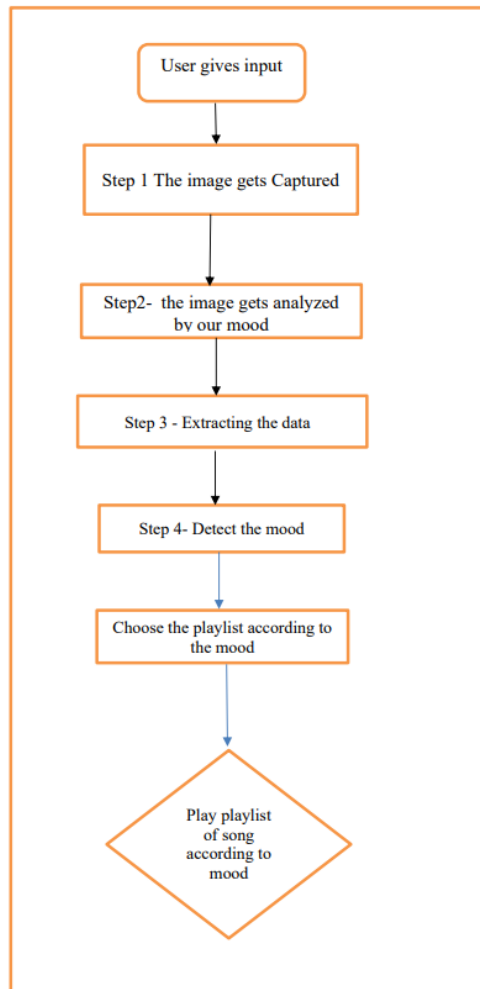 User gives input
Step 1 The image gets Captured
Step2-  the image gets analyzed
by our mood
Step 3 - Extracting the data
Step 4- Detect the mood
Choose the playlist according to
the mood
Play playlist
of song
according to
mood